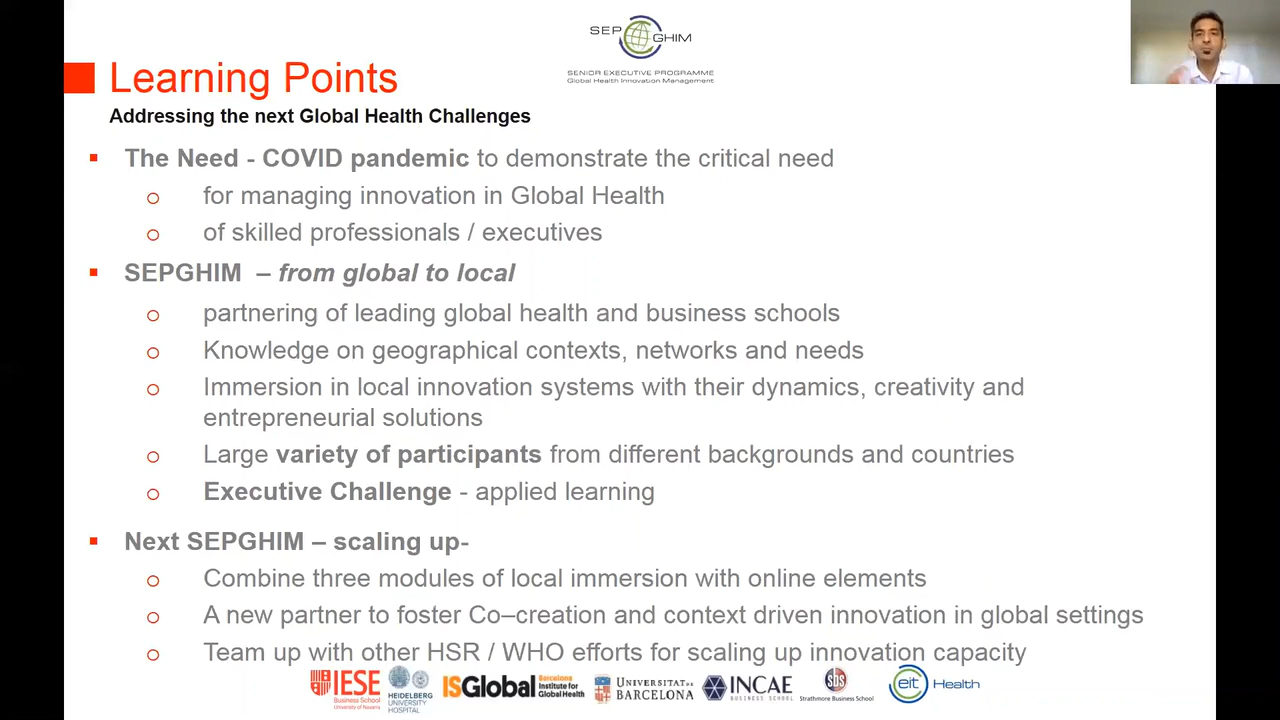 SEP GHIM
SENIOR EXECUTIVE PROGRAMME
Global Health Innovation Management
Learning Points
Addressing the next Global Health Challenges
▪ The Need - COVID pandemic to demonstrate the critical need
o for managing innovation in Global Health
o of skilled professionals / executives
▪ SEPGHIM – from global to local
o partnering of leading global health and business schools
o Knowledge on geographical contexts, networks and needs
o Immersion in local innovation systems with their dynamics, creativity and
entrepreneurial solutions
o Large variety of participants from different backgrounds and countries
o Executive Challenge - applied learning
▪ Next SEPGHIM – scaling up-
o Combine three modules of local immersion with online elements
o A new partner to foster Co–creation and context driven innovation in global settings
o Team up with other HSR / WHO efforts for scaling up innovation capacity
IESE
Business School
University of Navarra
HEIDELBERG
UNIVERSITY
HOSPITAL
ISGlobal
Barcelona
Institute for
Global Health
UNIVERSITAT DE
BARCELONA
INCAE
BUSINESS SCHOOL
sbs
Strathmore Business School
eit Health